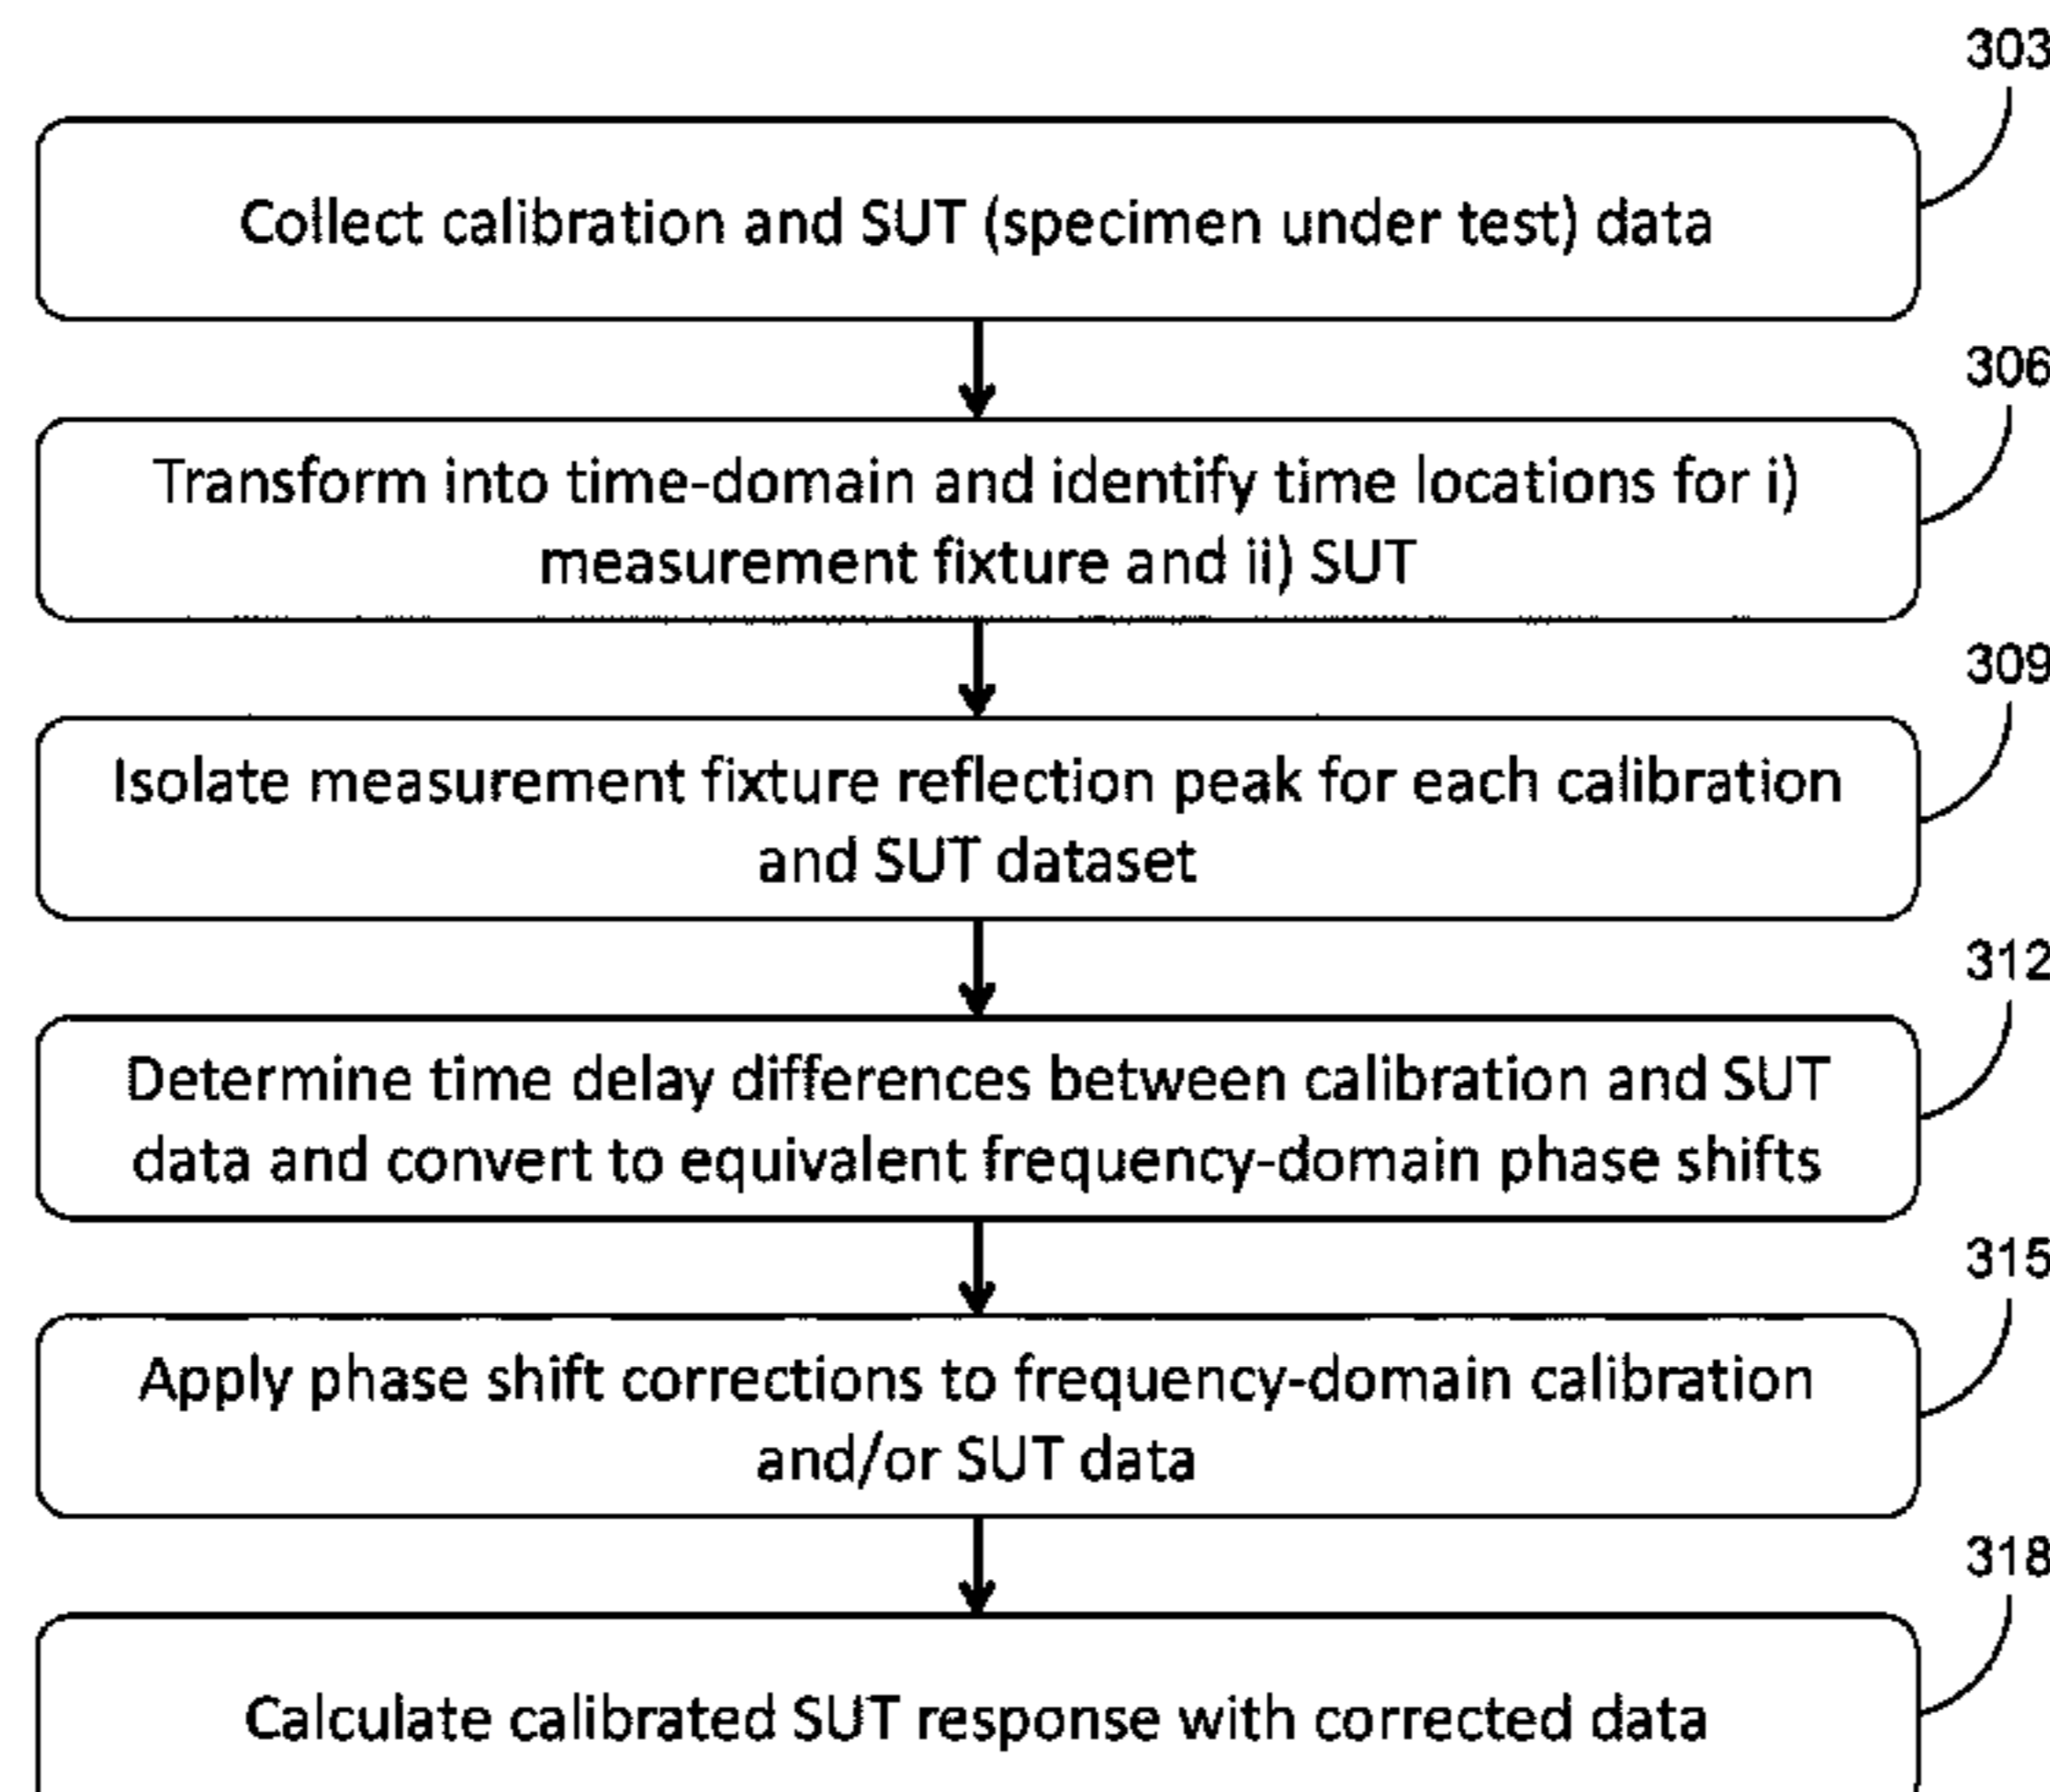 303
Collect calibration and SUT (specimen under test) data
306
Transform into time-domain and identify time locations for i)
measurement fixture and ii) SUT
309
Isolate measurement fixture reflection peak for each calibration
and SUT dataset
312
Determine time delay differences between calibration and SUT
data and convert to equivalent frequency-domain phase shifts
315
Apply phase shift corrections to frequency-domain calibration
and/or SUT data
318
Calculate calibrated SUT response with corrected data